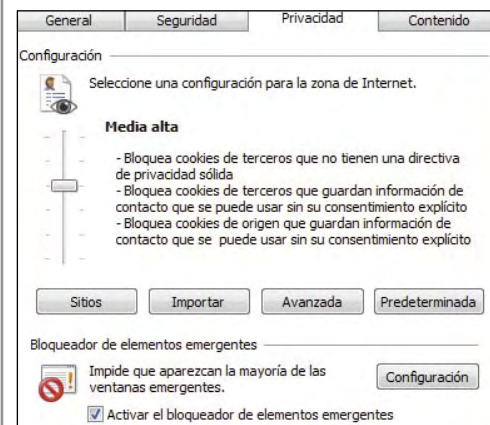 General Seguridad Privacidad Contenido
Configuración
Seleccione una configuración para la zona de Internet.
Media alta
- Bloquea cookies de terceros que no tienen una directiva
de privacidad sólida
- Bloquea cookies de terceros que guardan información de
contacto que se puede usar sin su consentimiento explícito
- Bloquea cookies de origen que guardan información de
contacto que se puede usar sin su consentimiento explícito
Sitios Importar Avanzada Predeterminada
Bloqueador de elementos emergentes
Impide que aparezcan la mayoría de las
ventanas emergentes.
Configuración
Activar el bloqueador de elementos emergentes